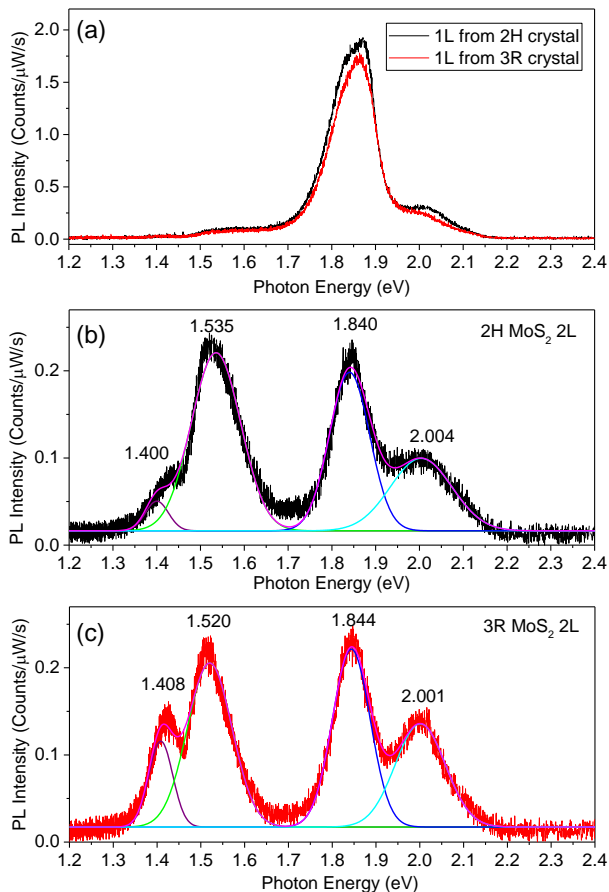 (a)
1L from 2H crystal
1L from 3R crystal
PL Intensity (Counts/μW/s)
2.0
1.5
1.0
0.5
0.0
1.2 1.3 1.4 1.5 1.6 1.7 1.8 1.9 2.0 2.1 2.2 2.3 2.4
Photon Energy (eV)
(b)
1.535
1.840
2H MoS₂ 2L
1.400
2.004
PL Intensity (Counts/μW/s)
0.2
0.1
0.0
1.2 1.3 1.4 1.5 1.6 1.7 1.8 1.9 2.0 2.1 2.2 2.3 2.4
Photon Energy (eV)
(c)
1.520
1.844
3R MoS₂ 2L
1.408
2.001
PL Intensity (Counts/μW/s)
0.2
0.1
0.0
1.2 1.3 1.4 1.5 1.6 1.7 1.8 1.9 2.0 2.1 2.2 2.3 2.4
Photon Energy (eV)